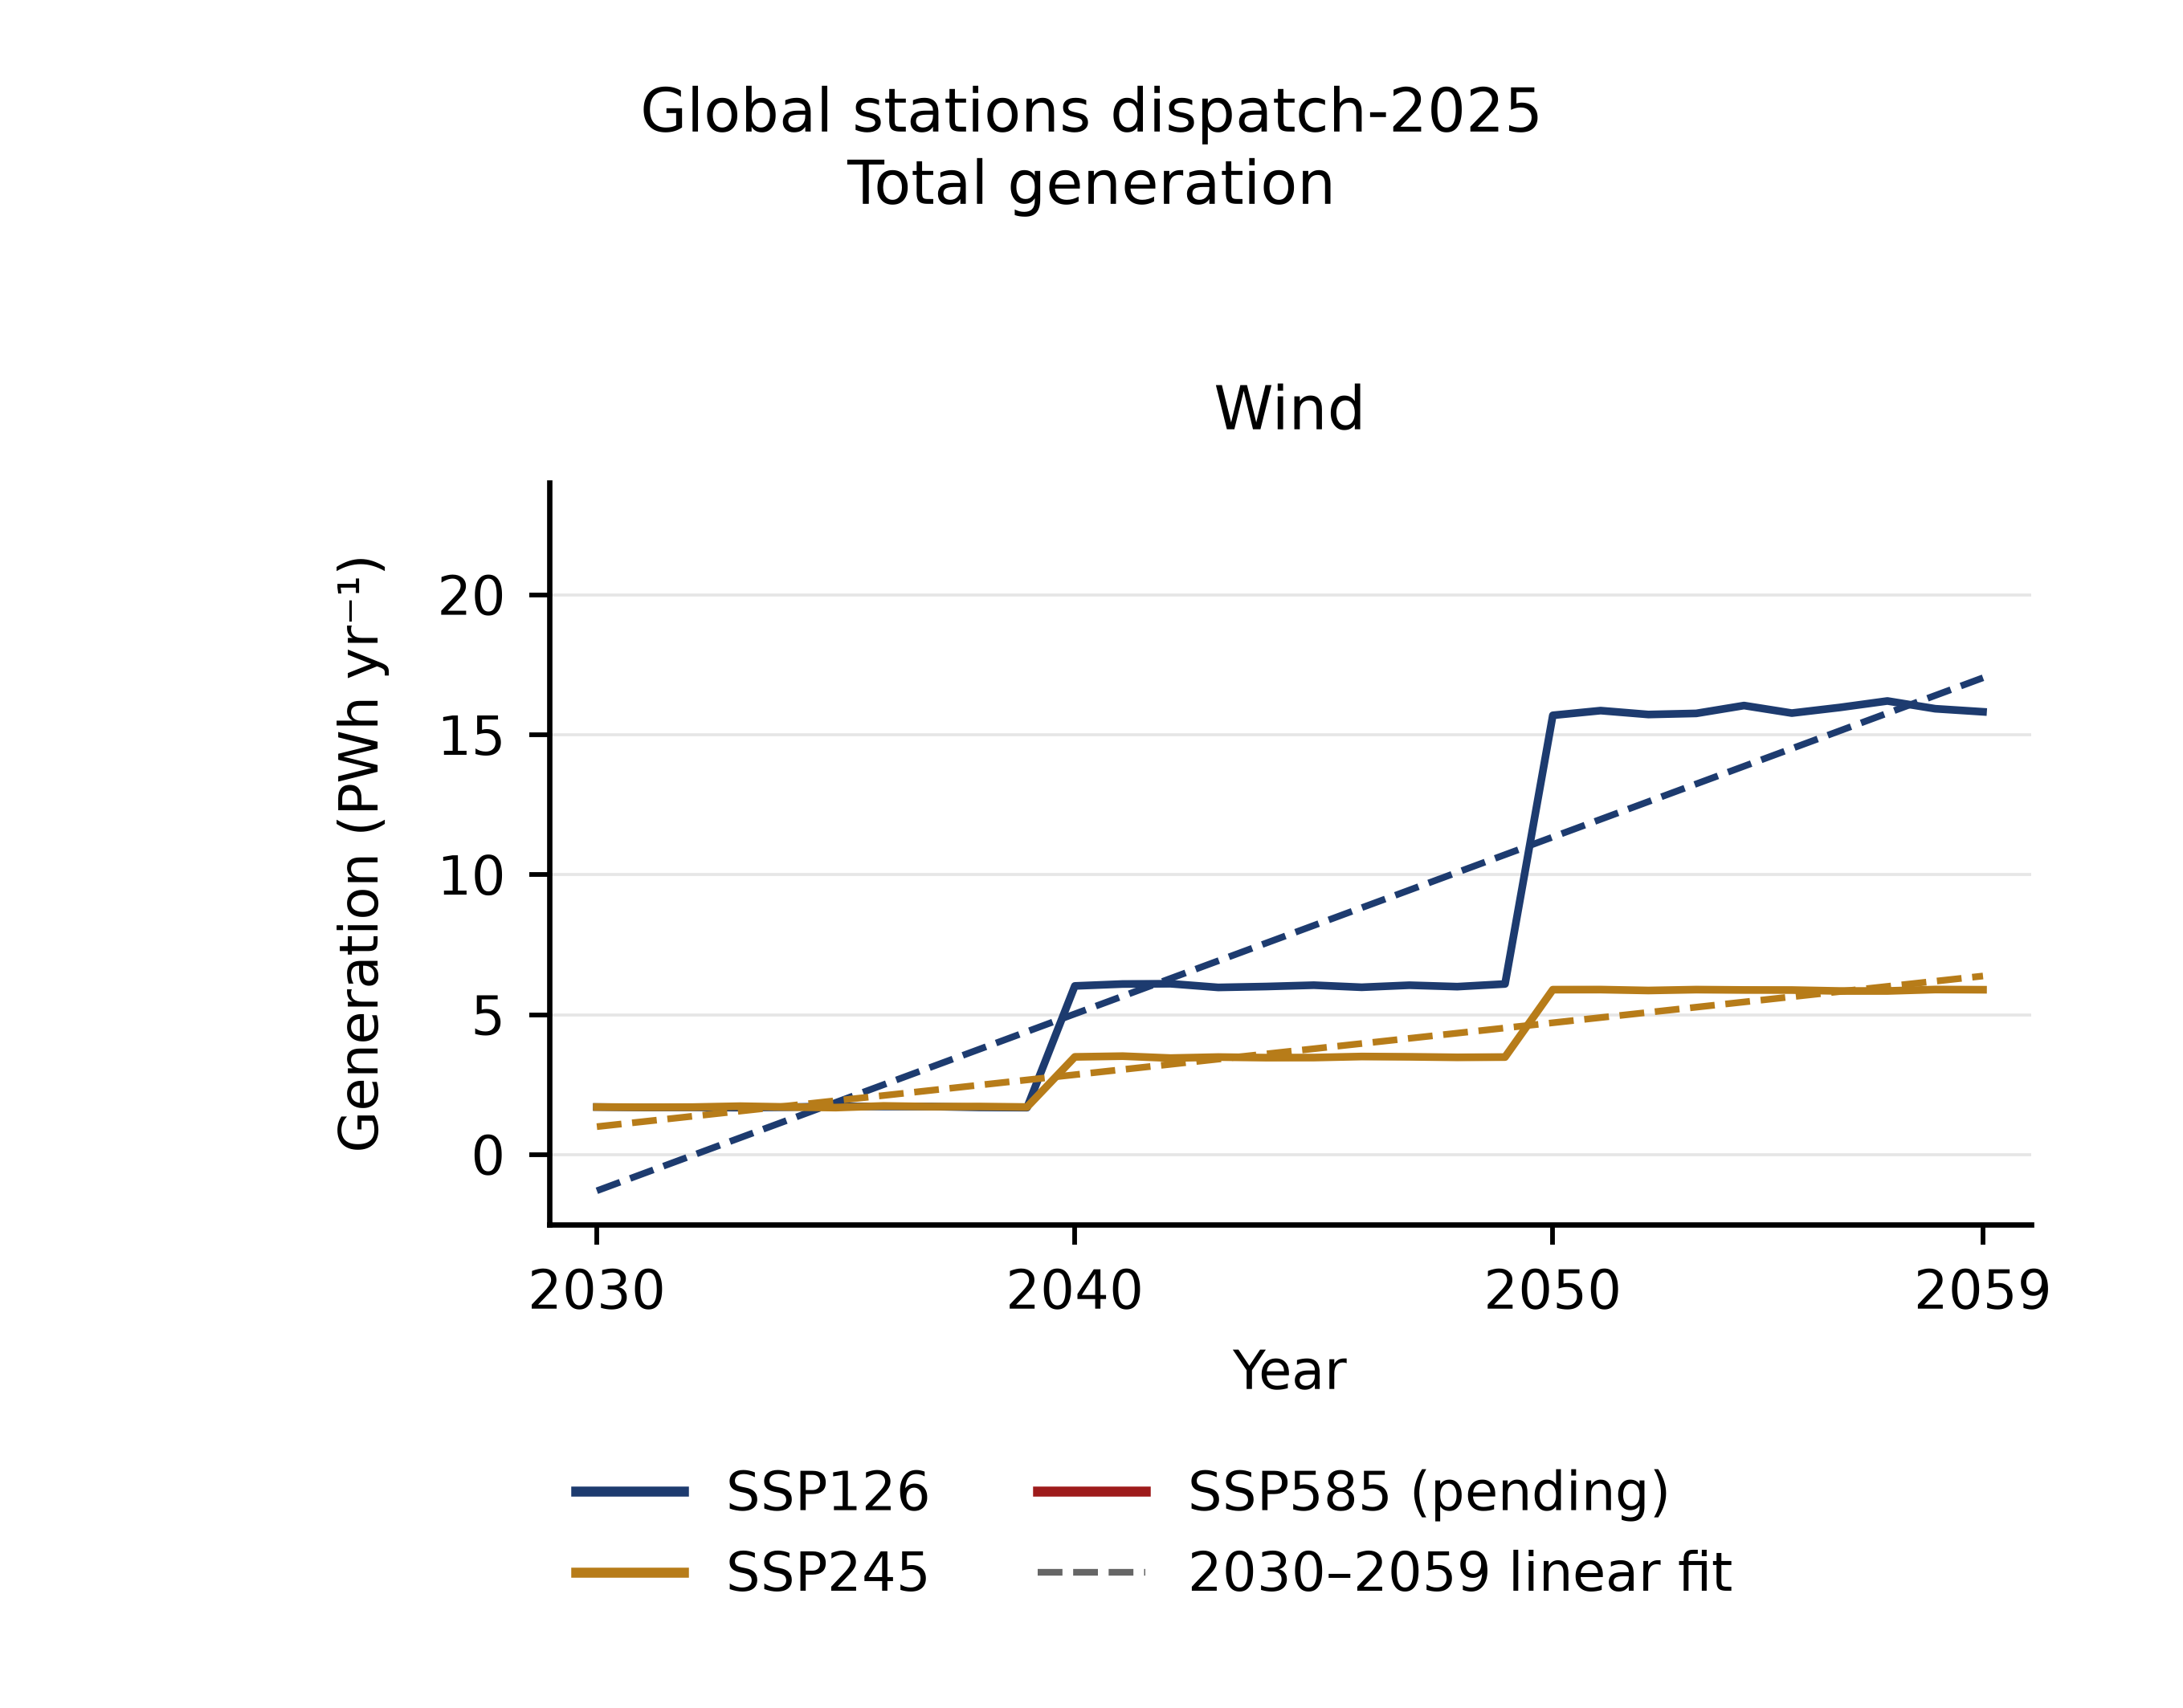 Global stations dispatch-2025
Total generation
Wind
Generation (PWh yr⁻¹)
20
15
10
5
0
2030 2040 2050 2059
Year
SSP126 SSP585 (pending)
SSP245 2030–2059 linear fit